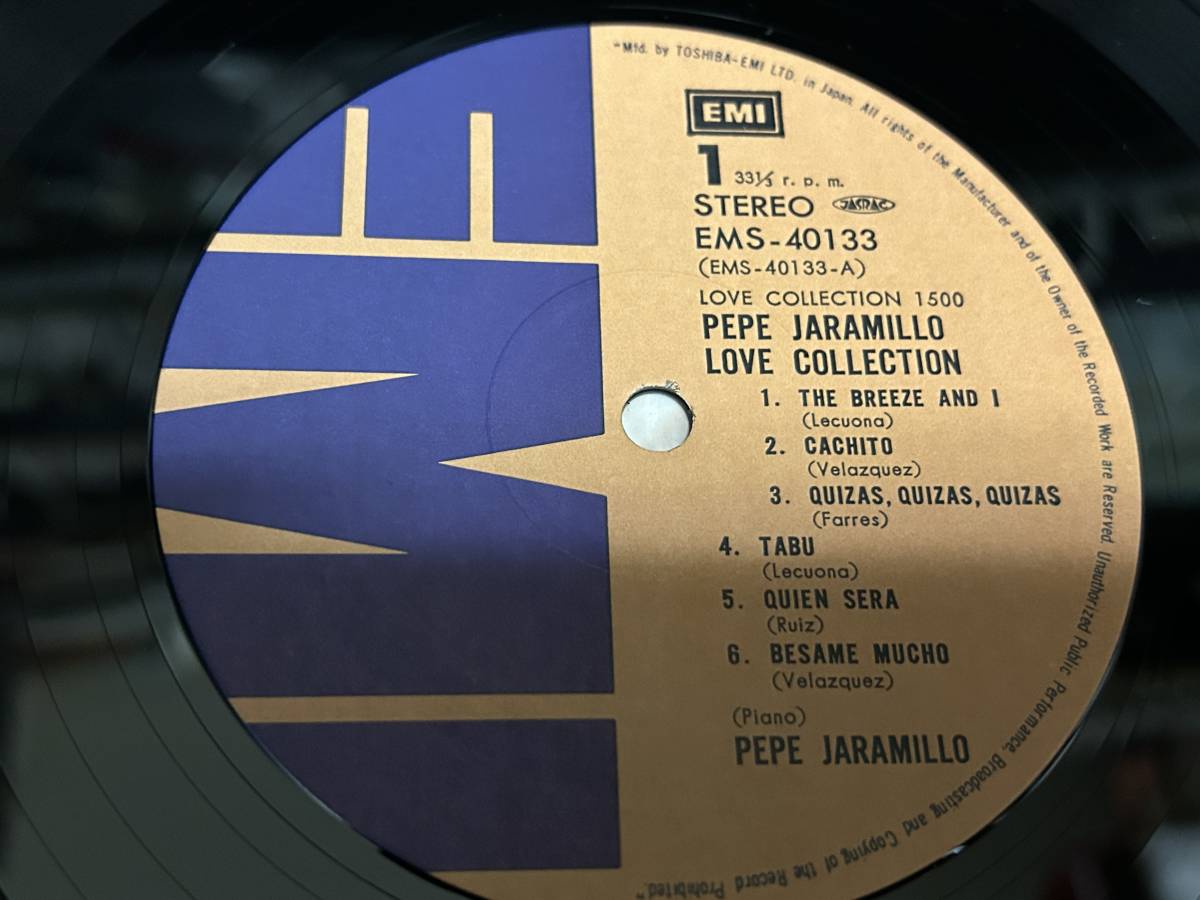 "Mfd. by TOSHIBA-EMI LTD. in Japan. All rights of the Manufacturer and of the Owner of the Recorded Work are Reserved. Unauthorized Public Performance, Broadcasting and Copying of the Record Prohibited."
EMI
1 33⅓ r. p. m.
STEREO JASRAC
EMS-40133
(EMS-40133-A)
LOVE COLLECTION 1500
PEPE JARAMILLO
LOVE COLLECTION
1. THE BREEZE AND I
(Lecuona)
2. CACHITO
(Velazquez)
3. QUIZAS, QUIZAS, QUIZAS
(Farres)
4. TABU
(Lecuona)
5. QUIEN SERA
(Ruiz)
6. BESAME MUCHO
(Velazquez)
(Piano)
PEPE JARAMILLO
EMI